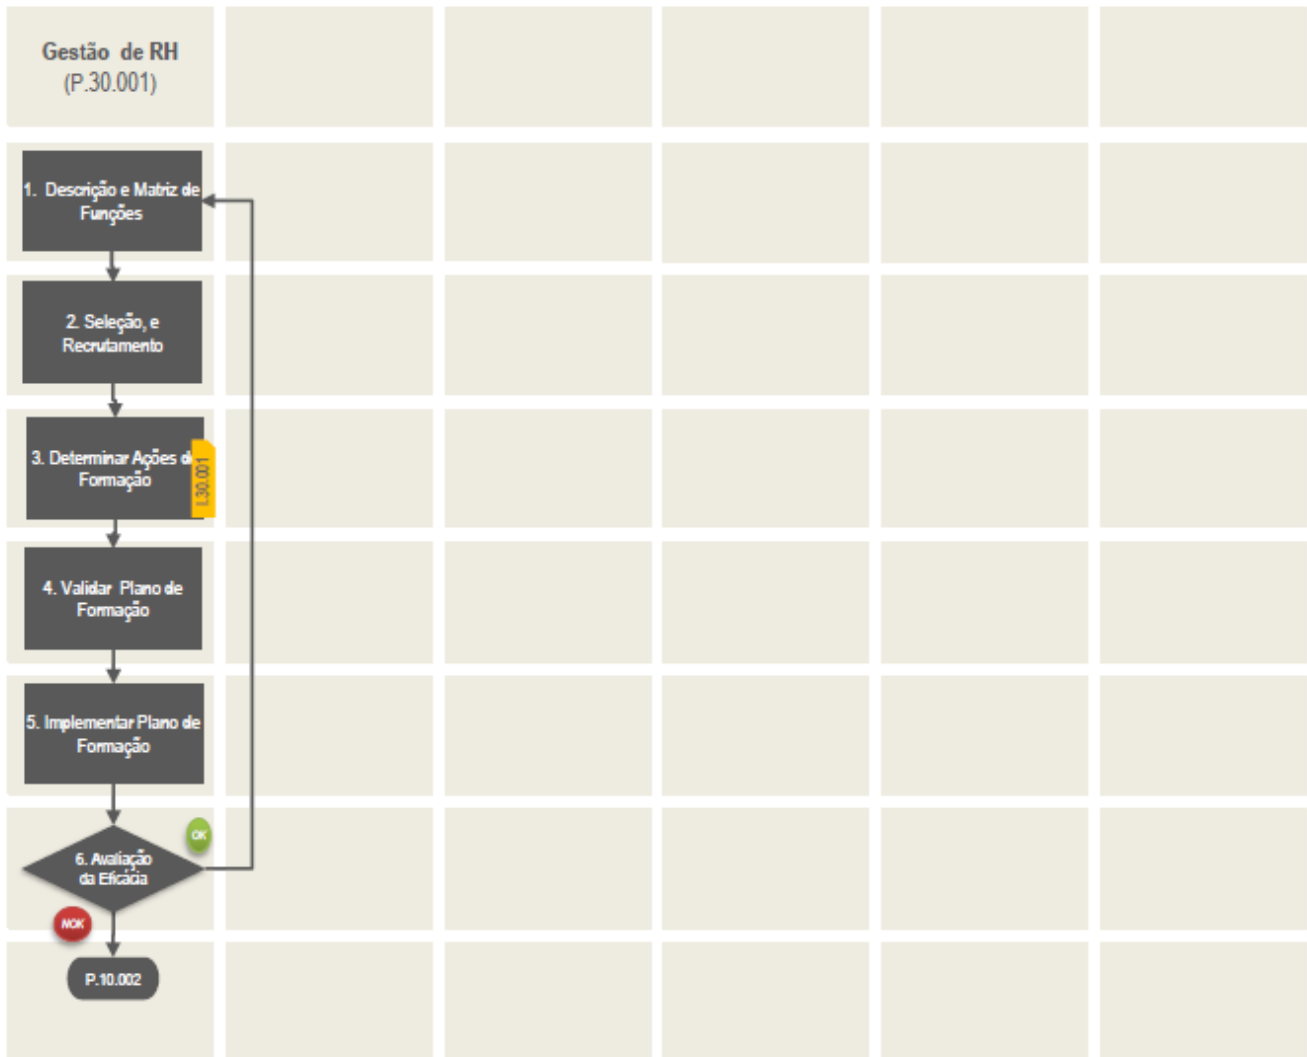 Gestão de RH
(P.30.001)
1. Descrição e Matriz de
Funções
2. Seleção, e
Recrutamento
3. Determinar Ações d
Formação
I.30.001
4. Validar Plano de
Formação
5. Implementar Plano de
Formação
6. Avaliação
da Eficácia
OK
NOK
P.10.002